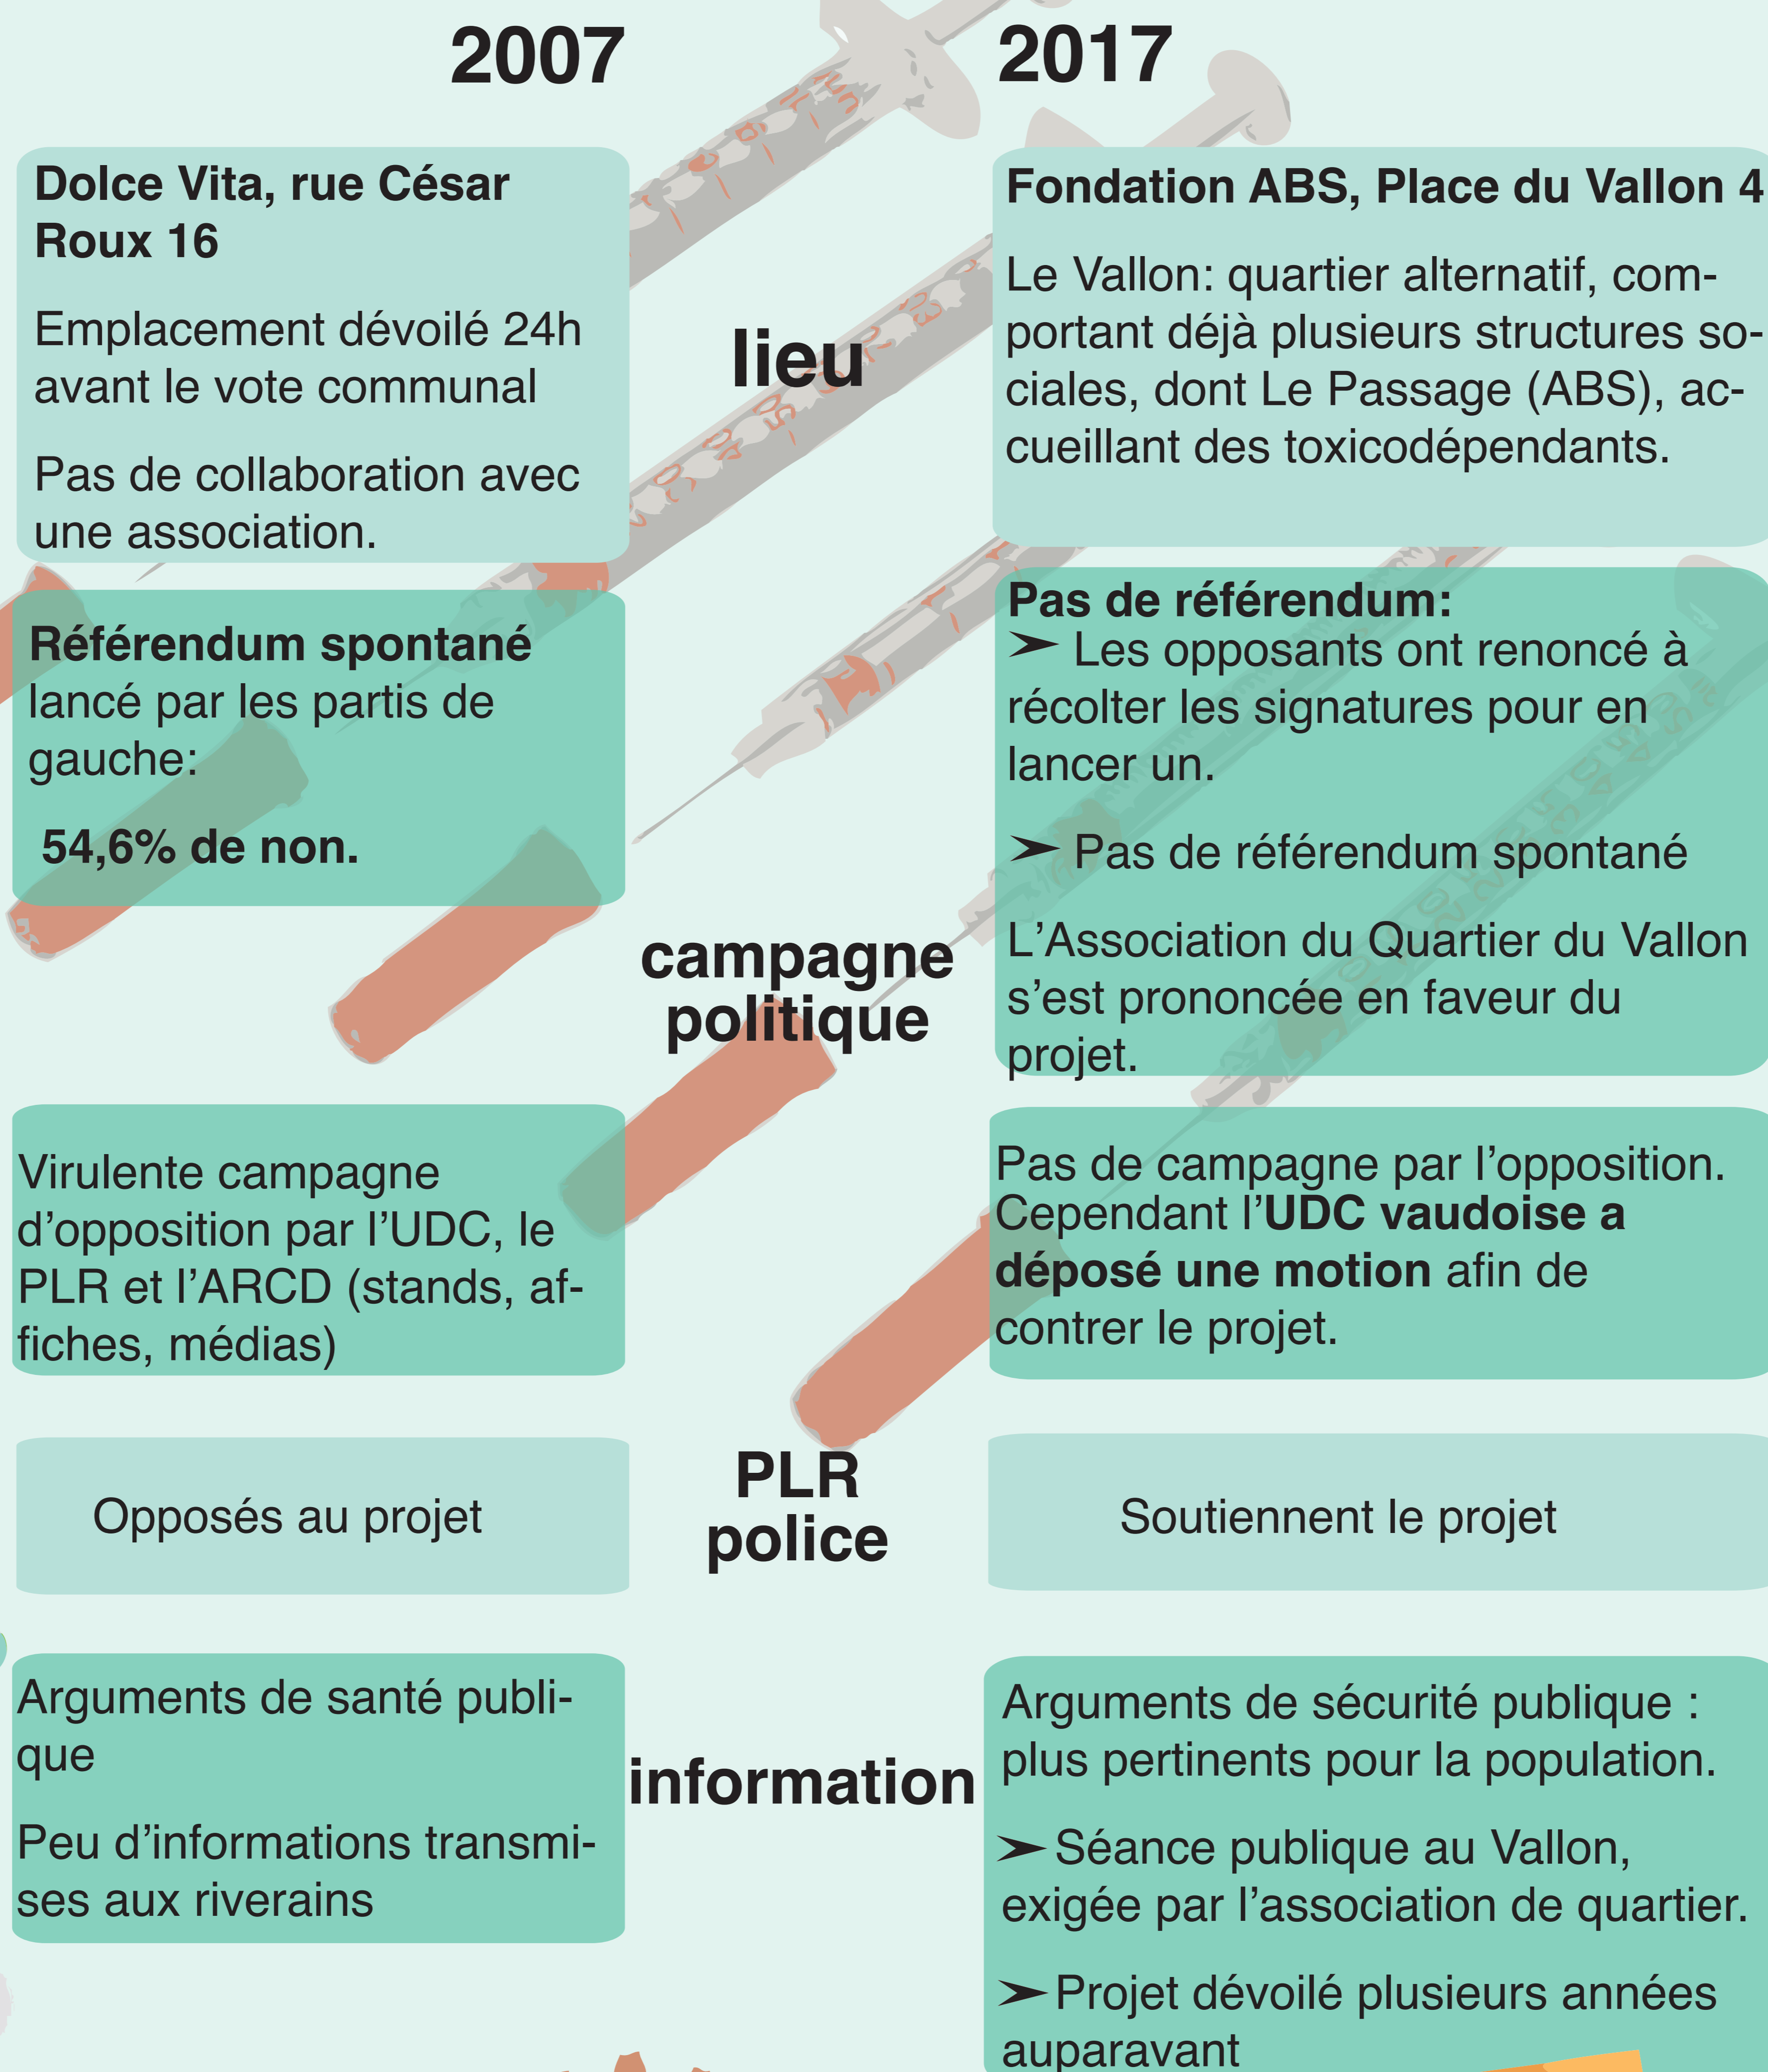 2007
2017
Dolce Vita, rue César
Roux 16
Emplacement dévoilé 24h
avant le vote communal
Pas de collaboration avec
une association.
lieu
Fondation ABS, Place du Vallon 4
Le Vallon: quartier alternatif, com-
portant déjà plusieurs structures so-
ciales, dont Le Passage (ABS), ac-
cueillant des toxicodépendants.
Référendum spontané
lancé par les partis de
gauche:
54,6% de non.
Virulente campagne
d'opposition par l'UDC, le
PLR et l'ARCD (stands, af-
fiches, médias)
campagne
politique
Pas de référendum:
➤ Les opposants ont renoncé à
récolter les signatures pour en
lancer un.
➤ Pas de référendum spontané
L'Association du Quartier du Vallon
s'est prononcée en faveur du
projet.
Pas de campagne par l'opposition.
Cependant l'UDC vaudoise a
déposé une motion afin de
contrer le projet.
Opposés au projet
PLR
police
Soutiennent le projet
Arguments de santé publi-
que
Peu d'informations transmi-
ses aux riverains
information
Arguments de sécurité publique :
plus pertinents pour la population.
➤ Séance publique au Vallon,
exigée par l'association de quartier.
➤ Projet dévoilé plusieurs années
auparavant